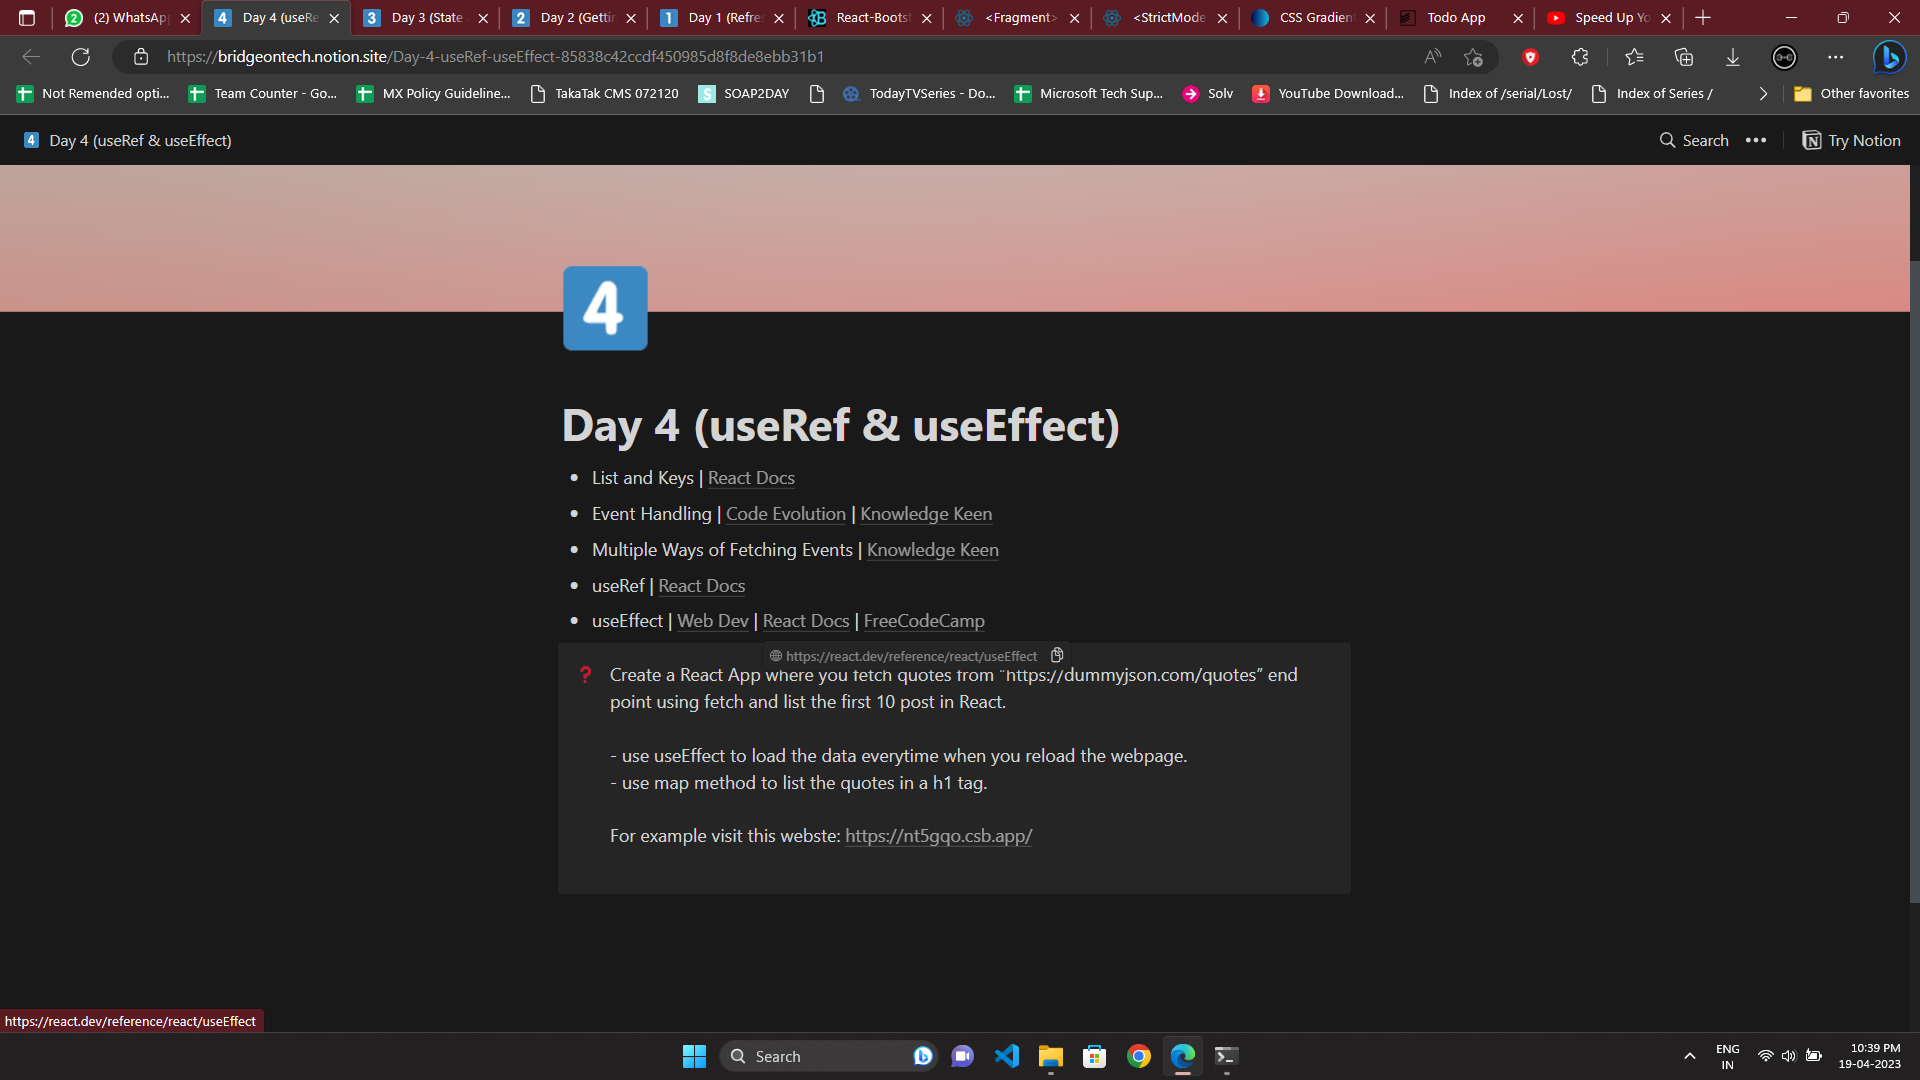 (2) WhatsApp
Day 4 (useRe
Day 3 (State
Day 2 (Gettin
Day 1 (Refres
React-Bootst
<Fragment>
<StrictMode
CSS Gradient
Todo App
Speed Up Yo
https://bridgeontech.notion.site/Day-4-useRef-useEffect-85838c42ccdf450985d8f8de8ebb31b1
Not Remended opti...
Team Counter - Go...
MX Policy Guideline...
TakaTak CMS 072120
SOAP2DAY
TodayTVSeries - Do...
Microsoft Tech Sup...
Solv
YouTube Download...
Index of /serial/Lost/
Index of Series /
Other favorites
4 Day 4 (useRef & useEffect)
Search
Try Notion
4
Day 4 (useRef & useEffect)
• List and Keys | React Docs
• Event Handling | Code Evolution | Knowledge Keen
• Multiple Ways of Fetching Events | Knowledge Keen
• useRef | React Docs
• useEffect | Web Dev | React Docs | FreeCodeCamp
https://react.dev/reference/react/useEffect
? Create a React App where you fetch quotes from “https://dummyjson.com/quotes” end
point using fetch and list the first 10 post in React.
- use useEffect to load the data everytime when you reload the webpage.
- use map method to list the quotes in a h1 tag.
For example visit this webste: https://nt5gqo.csb.app/
https://react.dev/reference/react/useEffect
Search
ENG
IN
10:39 PM
19-04-2023